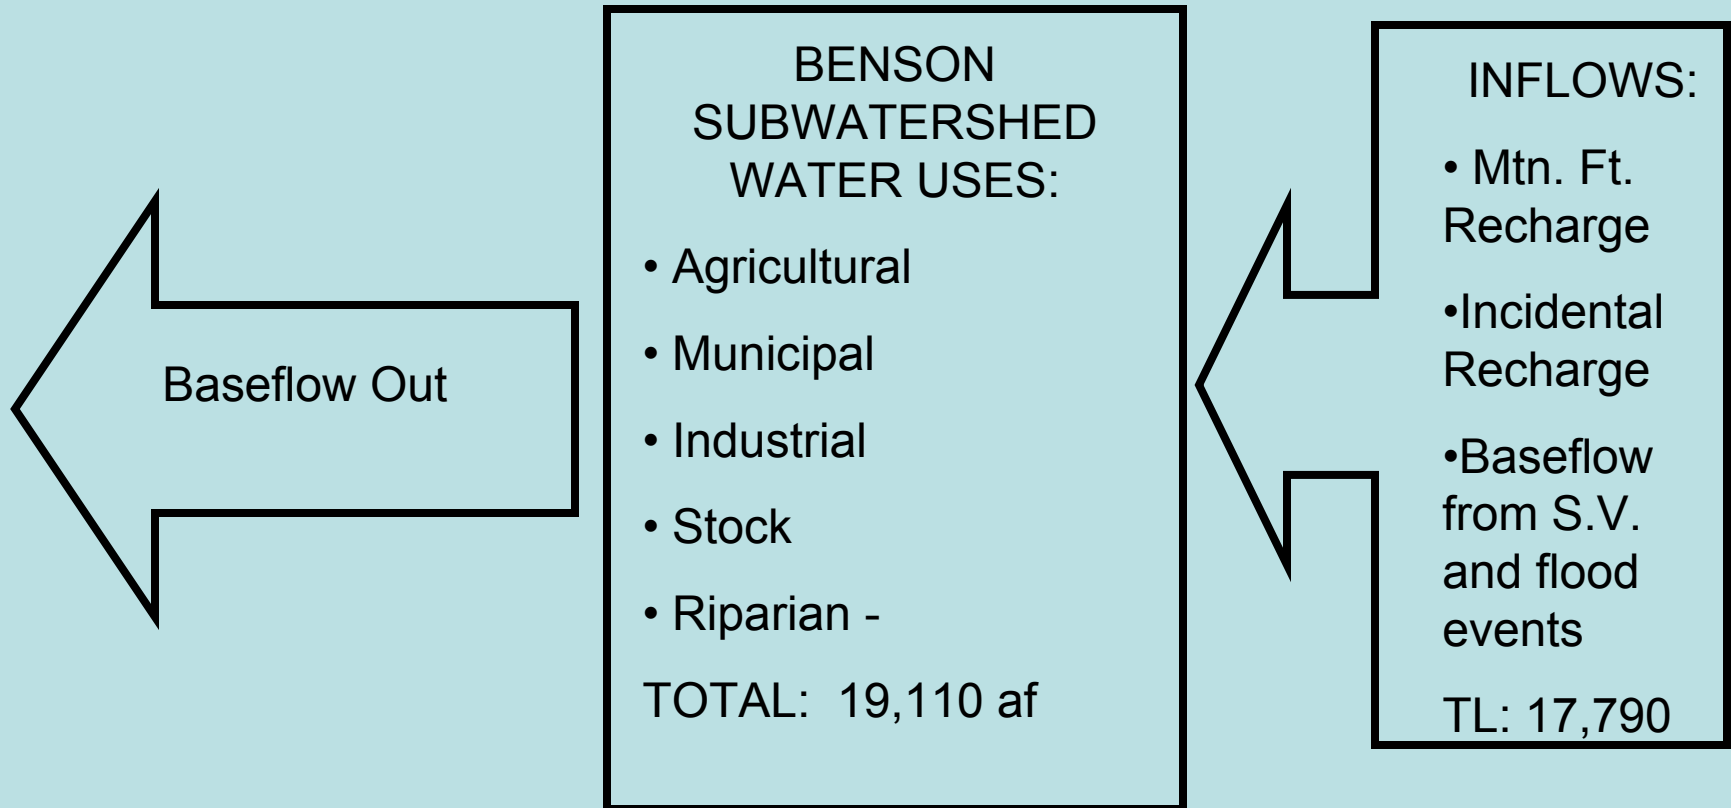 Baseflow Out
BENSON
SUBWATERSHED
WATER USES:
• Agricultural
• Municipal
• Industrial
• Stock
• Riparian -
TOTAL:  19,110 af
INFLOWS:
• Mtn. Ft.
Recharge
•Incidental
Recharge
•Baseflow
from S.V.
and flood
events
TL: 17,790